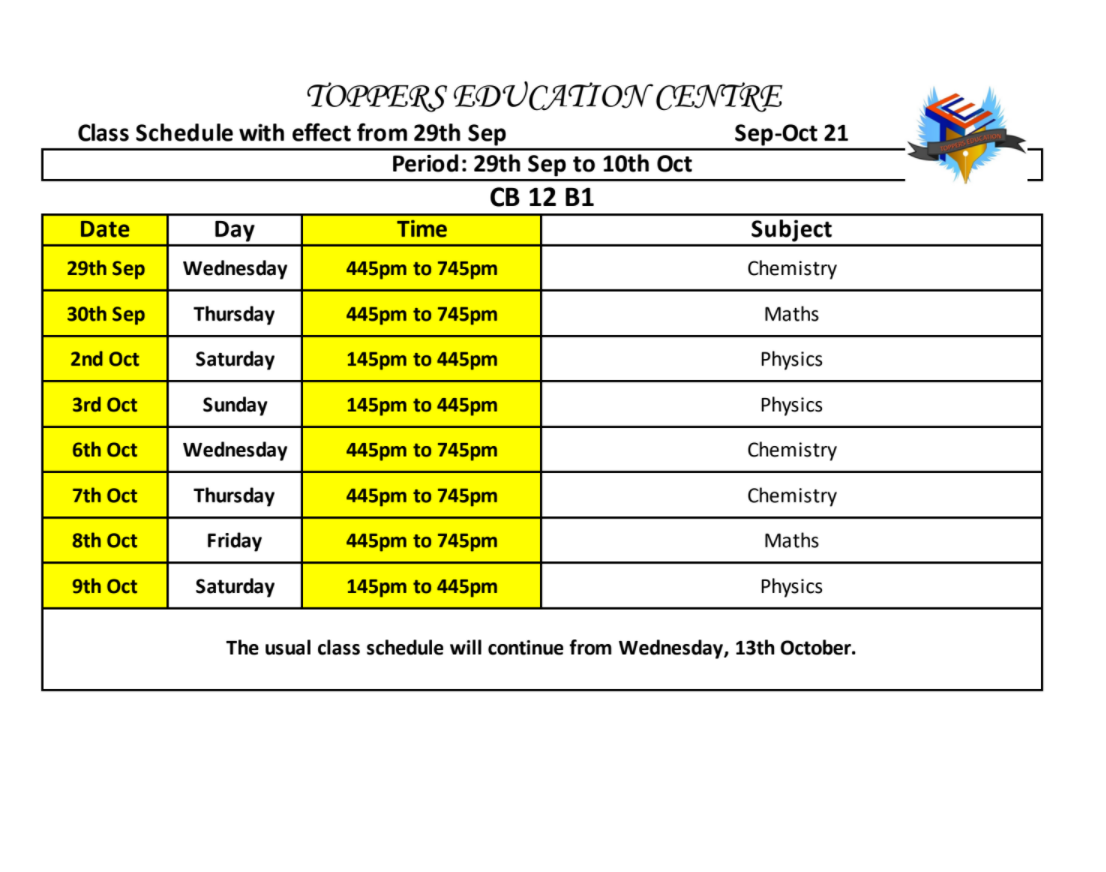 TOPPERS EDUCATION CENTRE
Class Schedule with effect from 29th Sep Sep-Oct 21
TOPPERS EDUCATION
Period: 29th Sep to 10th Oct
CB 12 B1
Date Day Time Subject
29th Sep Wednesday 445pm to 745pm Chemistry
30th Sep Thursday 445pm to 745pm Maths
2nd Oct Saturday 145pm to 445pm Physics
3rd Oct Sunday 145pm to 445pm Physics
6th Oct Wednesday 445pm to 745pm Chemistry
7th Oct Thursday 445pm to 745pm Chemistry
8th Oct Friday 445pm to 745pm Maths
9th Oct Saturday 145pm to 445pm Physics
The usual class schedule will continue from Wednesday, 13th October.